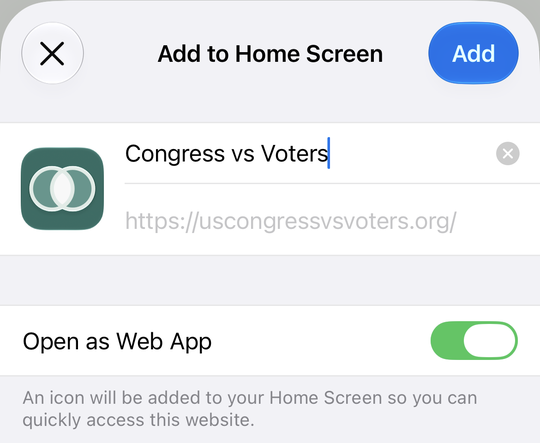 Add to Home Screen
Add
Congress vs Voters
https://uscongressvsvoters.org/
Open as Web App
An icon will be added to your Home Screen so you can
quickly access this website.